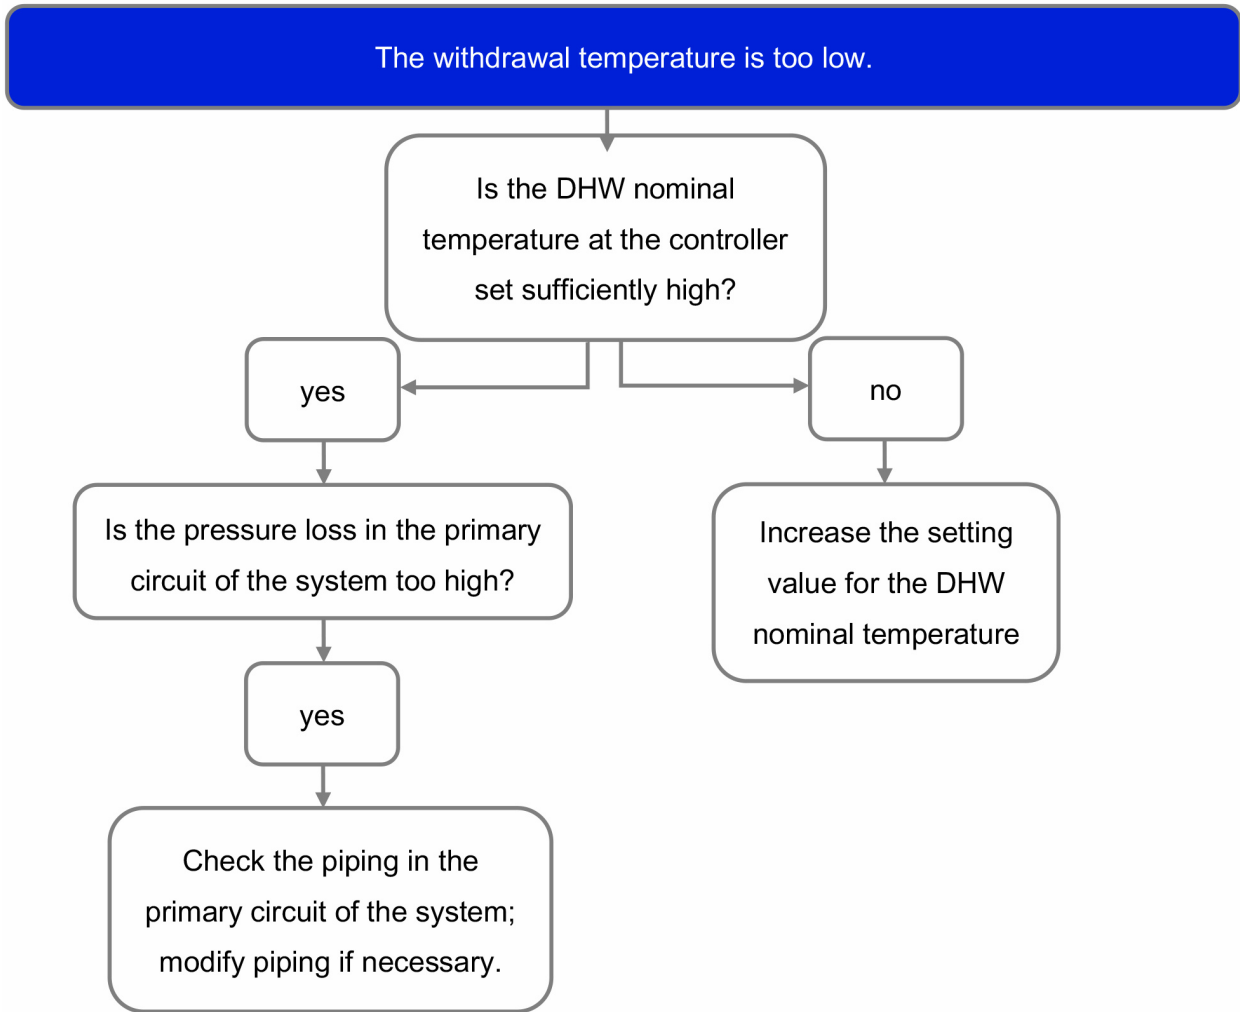 The withdrawal temperature is too low.
Is the DHW nominal
temperature at the controller
set sufficiently high?
yes
no
Is the pressure loss in the primary
circuit of the system too high?
Increase the setting
value for the DHW
nominal temperature
yes
Check the piping in the
primary circuit of the system;
modify piping if necessary.